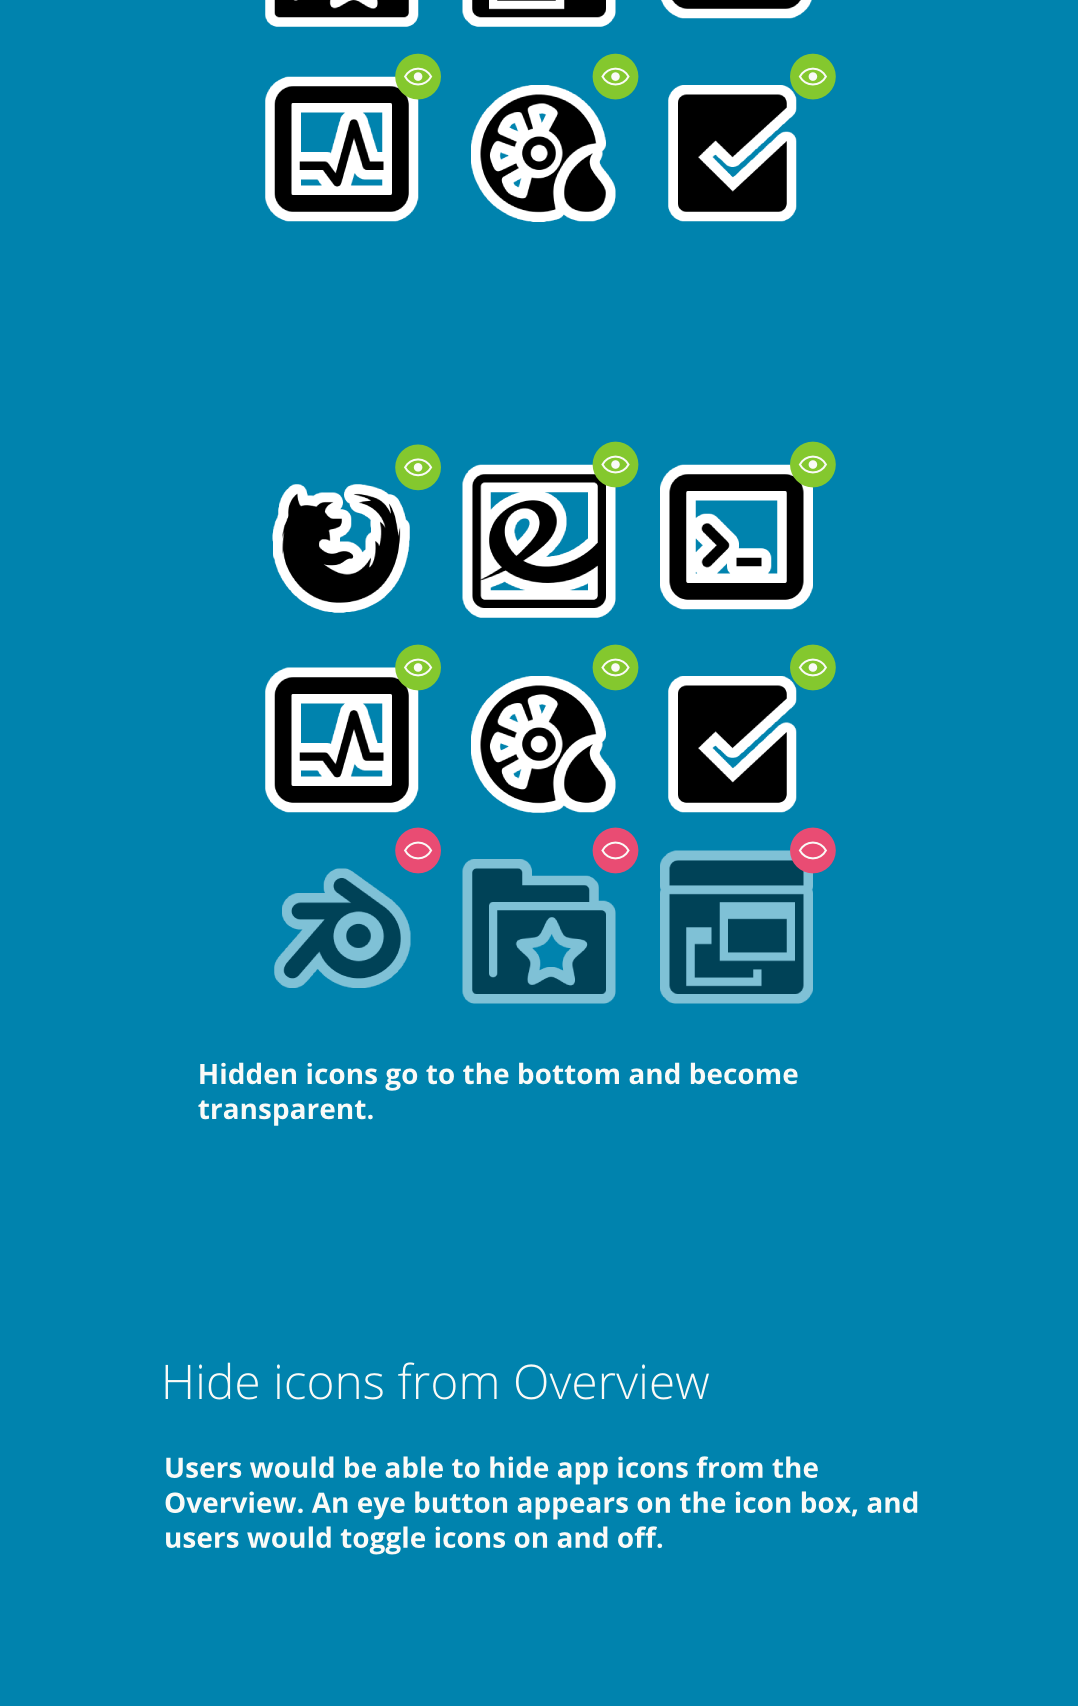 Hidden icons go to the bottom and become
transparent.
Hide icons from Overview
Users would be able to hide app icons from the
Overview. An eye button appears on the icon box, and
users would toggle icons on and off.